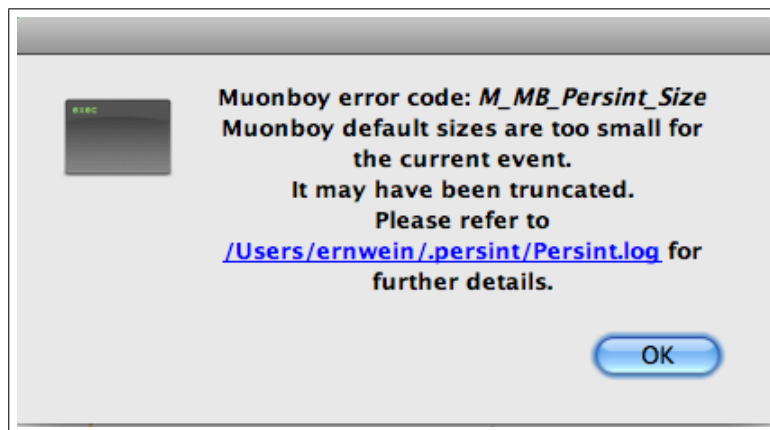 exec
Muonboy error code: M_MB_Persint_Size
Muonboy default sizes are too small for
the current event.
It may have been truncated.
Please refer to
/Users/ernwein/.persint/Persint.log for
further details.
OK